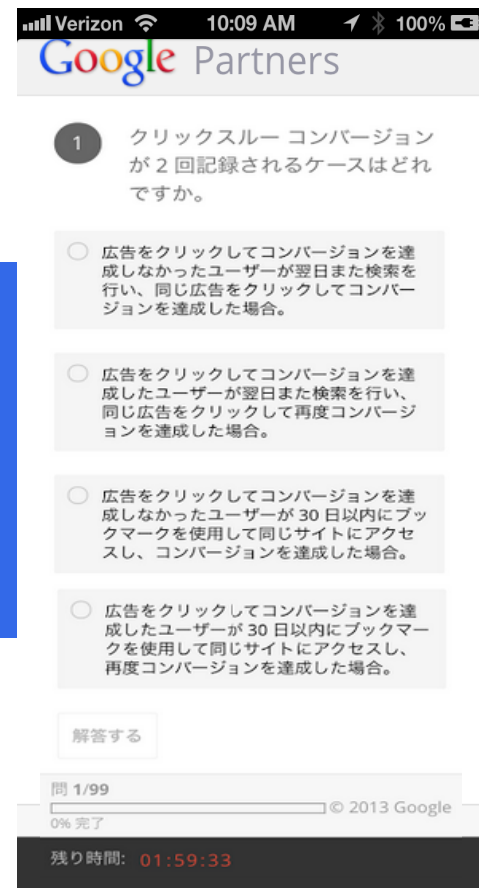 Verizon 10:09 AM 100%
Google Partners
1 クリックスルー コンバージョン
が 2 回記録されるケースはどれ
ですか。
広告をクリックしてコンバージョンを達
成しなかったユーザーが翌日また検索を
行い、同じ広告をクリックしてコンバー
ジョンを達成した場合。
広告をクリックしてコンバージョンを達
成したユーザーが翌日また検索を行い、
同じ広告をクリックして再度コンバージ
ョンを達成した場合。
広告をクリックしてコンバージョンを達
成しなかったユーザーが 30 日以内にブッ
クマークを使用して同じサイトにアクセ
スし、コンバージョンを達成した場合。
広告をクリックしてコンバージョンを達
成したユーザーが 30 日以内にブックマー
クを使用して同じサイトにアクセスし、
再度コンバージョンを達成した場合。
解答する
問 1/99
© 2013 Google
0% 完了
残り時間: 01:59:33